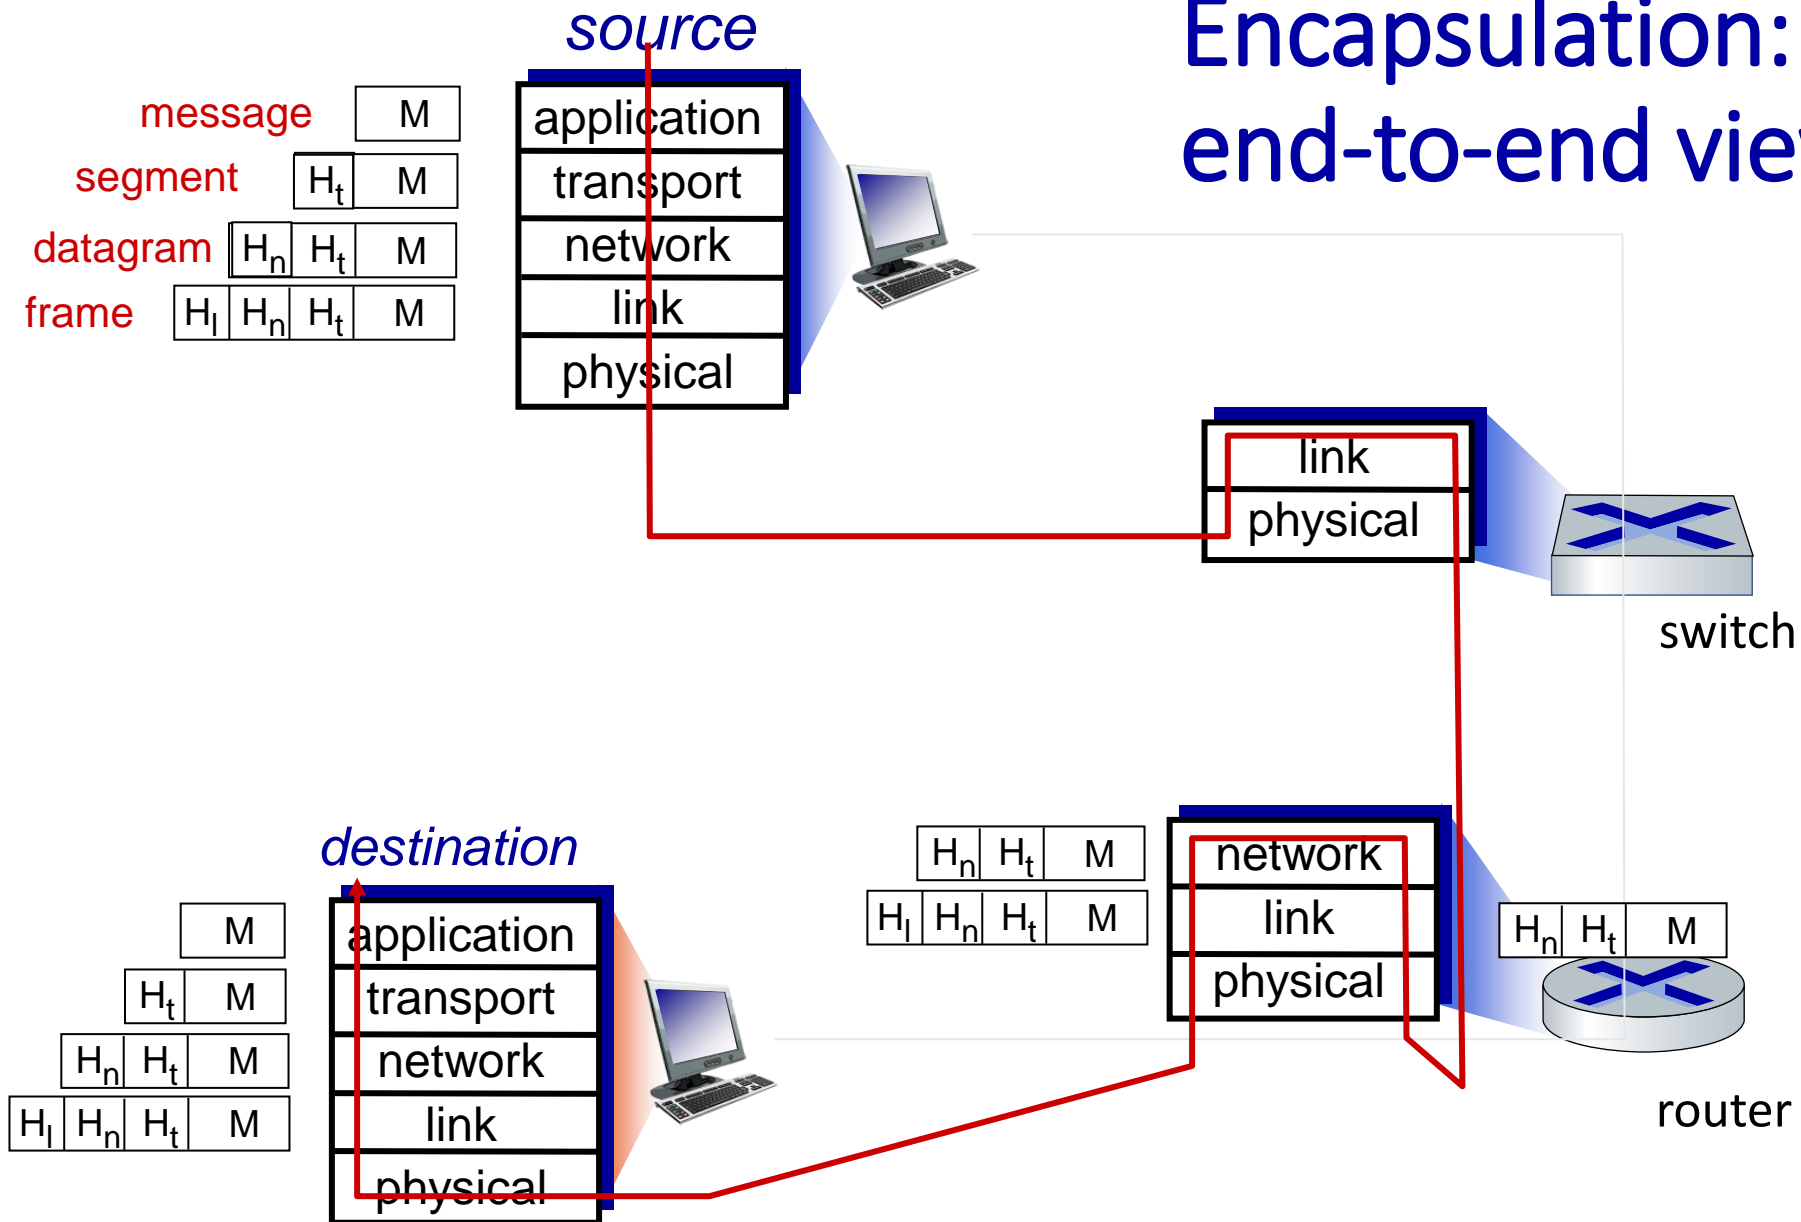 source
Encapsulation:
end-to-end vie
message M
segment Ht M
datagram Hn Ht M
frame Hl Hn Ht M
application
transport
network
link
physical
link
physical
switch
destination
M
Ht M
Hn Ht M
Hl Hn Ht M
application
transport
network
link
physical
Hn Ht M
Hl Hn Ht M
network
link
physical
Hn Ht M
router